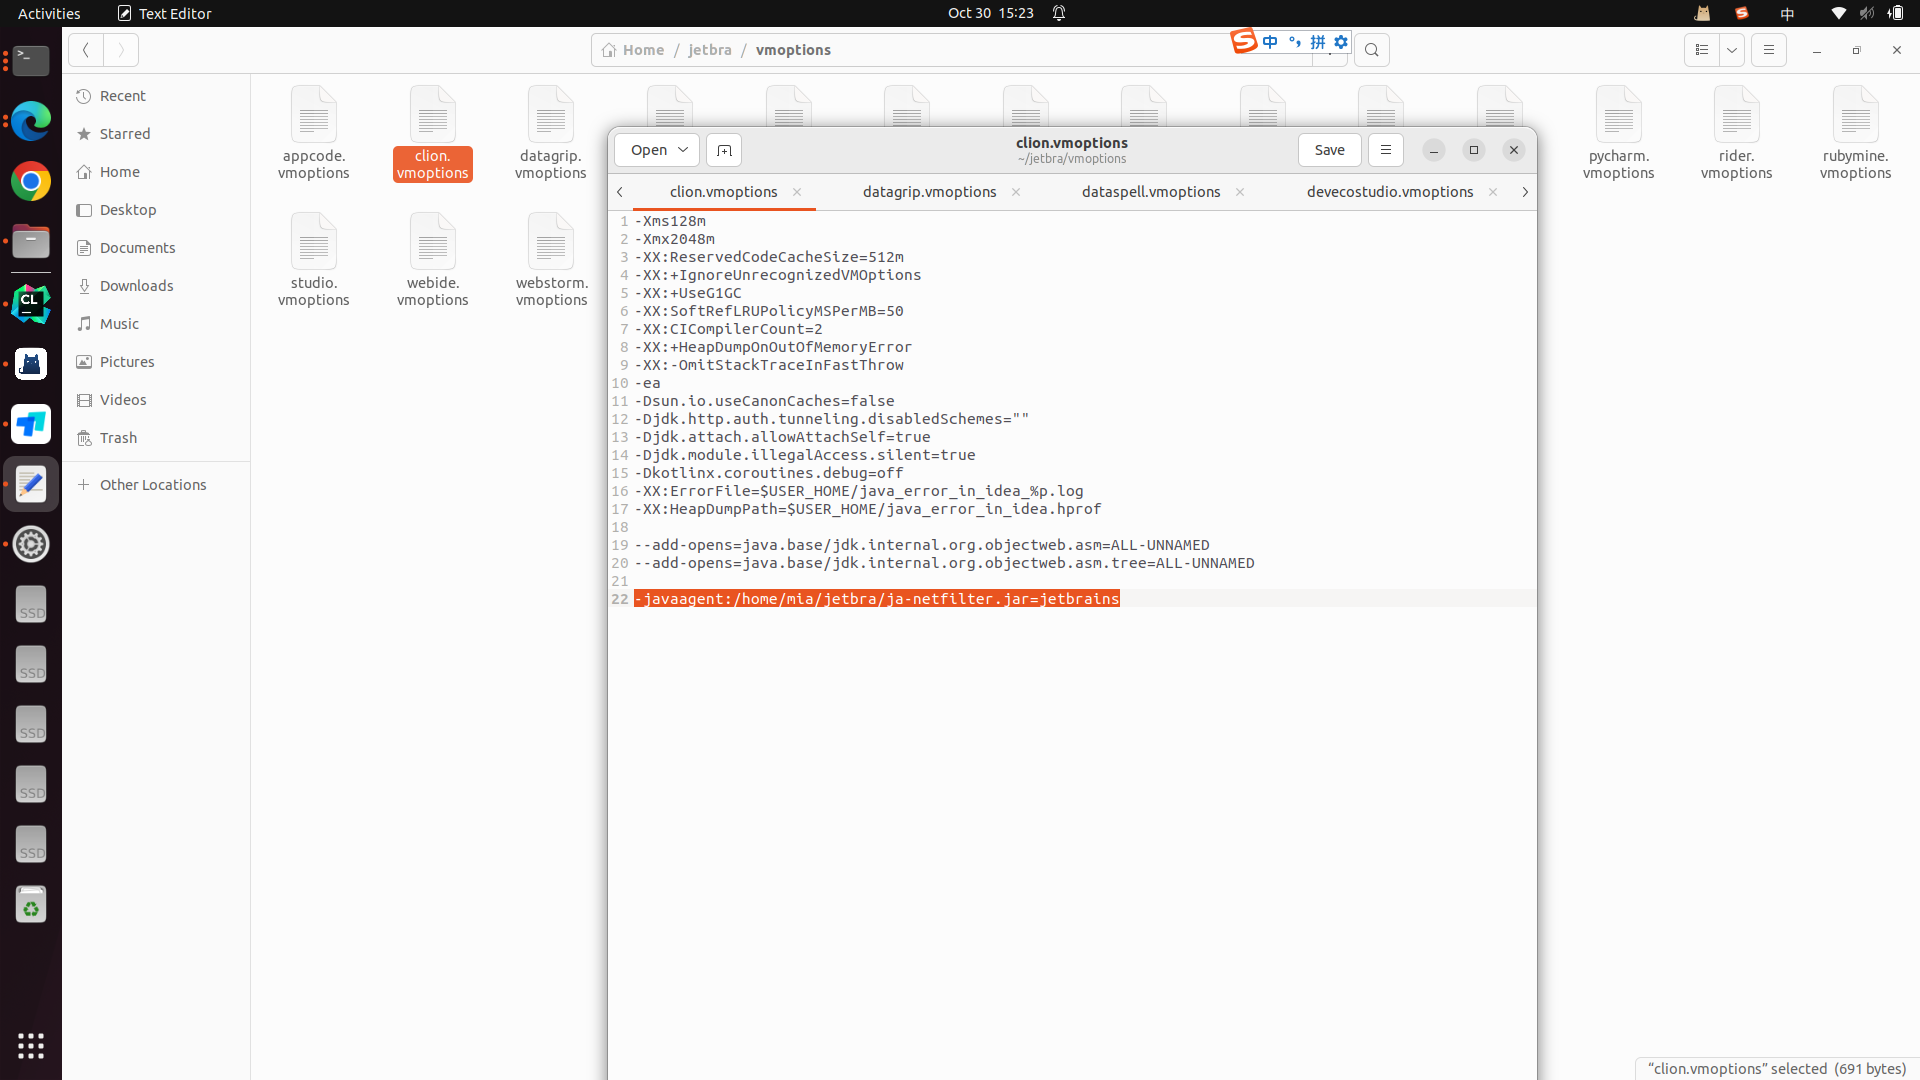 Activities
Text Editor
Oct 30 15:23
中
Home / jetbra / vmoptions
中 拼
Recent
Starred
Home
Desktop
Documents
Downloads
Music
Pictures
Videos
Trash
Other Locations
appcode.
vmoptions
clion.
vmoptions
datagrip.
vmoptions
pycharm.
vmoptions
rider.
vmoptions
rubymine.
vmoptions
studio.
vmoptions
webide.
vmoptions
webstorm.
vmoptions
CL
SSD
SSD
SSD
SSD
SSD
Open
clion.vmoptions
~/jetbra/vmoptions
Save
clion.vmoptions
datagrip.vmoptions
dataspell.vmoptions
devecostudio.vmoptions
1 -Xms128m
2 -Xmx2048m
3 -XX:ReservedCodeCacheSize=512m
4 -XX:+IgnoreUnrecognizedVMOptions
5 -XX:+UseG1GC
6 -XX:SoftRefLRUPolicyMSPerMB=50
7 -XX:CICompilerCount=2
8 -XX:+HeapDumpOnOutOfMemoryError
9 -XX:-OmitStackTraceInFastThrow
10 -ea
11 -Dsun.io.useCanonCaches=false
12 -Djdk.http.auth.tunneling.disabledSchemes=""
13 -Djdk.attach.allowAttachSelf=true
14 -Djdk.module.illegalAccess.silent=true
15 -Dkotlinx.coroutines.debug=off
16 -XX:ErrorFile=$USER_HOME/java_error_in_idea_%p.log
17 -XX:HeapDumpPath=$USER_HOME/java_error_in_idea.hprof
18
19 --add-opens=java.base/jdk.internal.org.objectweb.asm=ALL-UNNAMED
20 --add-opens=java.base/jdk.internal.org.objectweb.asm.tree=ALL-UNNAMED
21
22 -javaagent:/home/mia/jetbra/ja-netfilter.jar=jetbrains
“clion.vmoptions” selected (691 bytes)